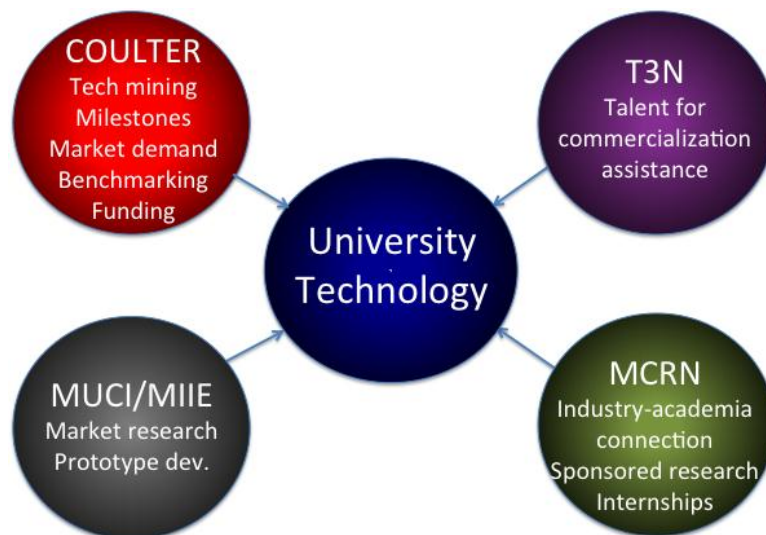 COULTER
Tech mining
Milestones
Market demand
Benchmarking
Funding
T3N
Talent for
commercialization
assistance
University
Technology
MUCI/MIIE
Market research
Prototype dev.
MCRN
Industry-academia
connection
Sponsored research
Internships